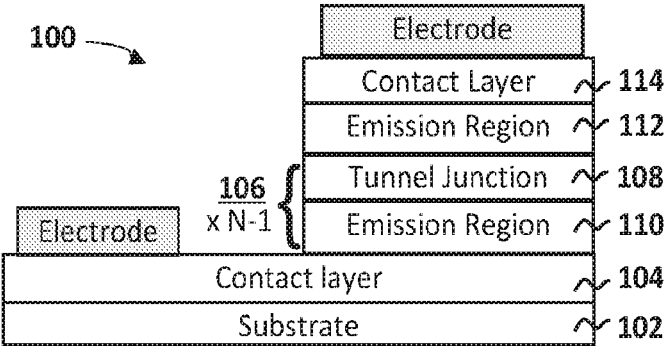 Electrode
100
Contact Layer 114
Emission Region 112
106 Tunnel Junction 108
x N-1 Emission Region 110
Electrode
Contact layer 104
Substrate 102